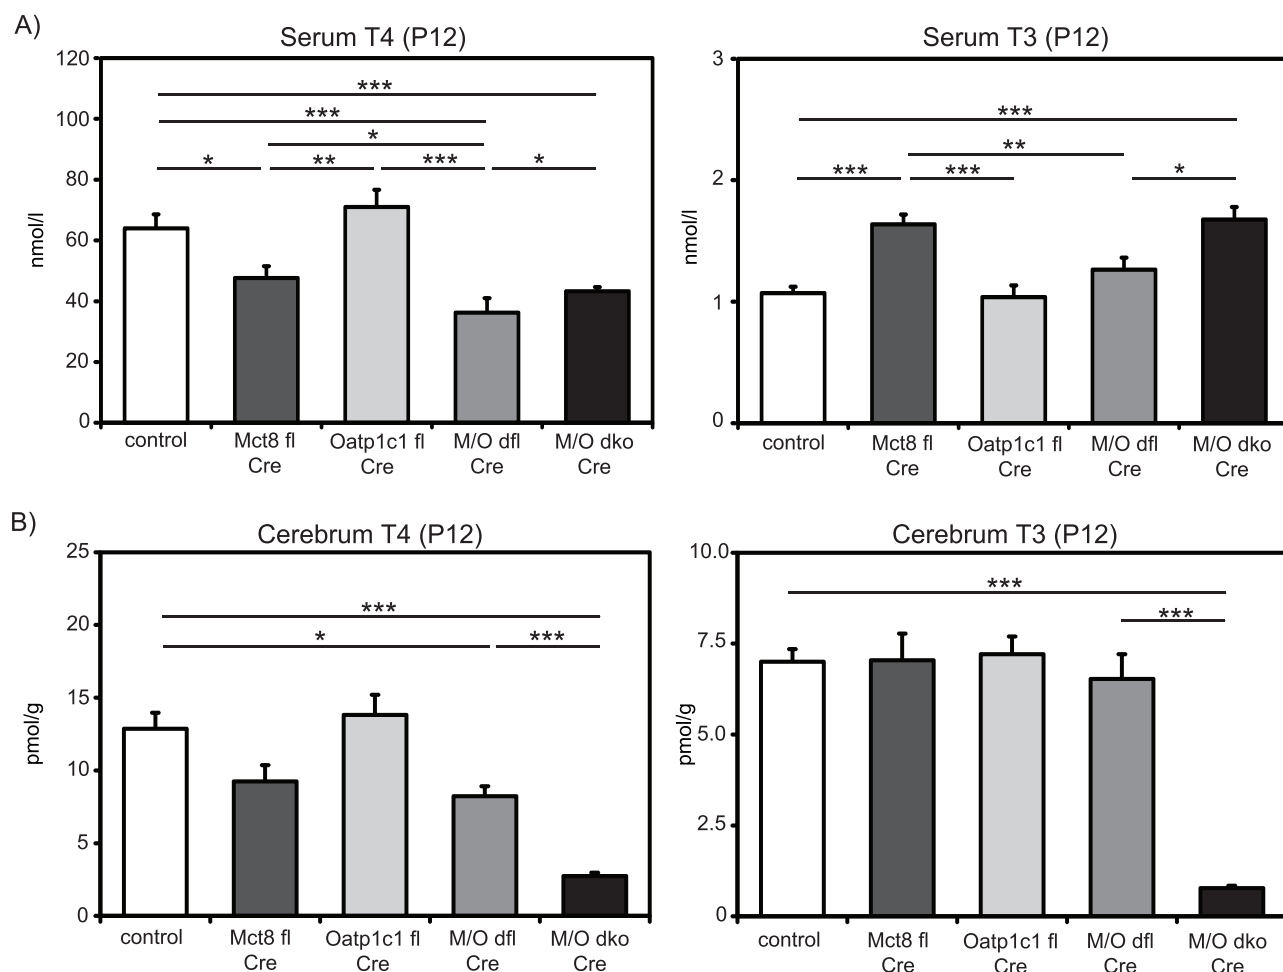 A)
Serum T4 (P12)
120
100
80
60
40
20
0
nmol/l
***
***
*
*
**
***
*
control
Mct8 fl
Cre
Oatp1c1 fl
Cre
M/O dfl
Cre
M/O dko
Cre
Serum T3 (P12)
3
2
1
0
nmol/l
***
**
***
***
*
control
Mct8 fl
Cre
Oatp1c1 fl
Cre
M/O dfl
Cre
M/O dko
Cre
B)
Cerebrum T4 (P12)
25
20
15
10
5
0
pmol/g
***
*
***
control
Mct8 fl
Cre
Oatp1c1 fl
Cre
M/O dfl
Cre
M/O dko
Cre
Cerebrum T3 (P12)
10.0
7.5
5.0
2.5
0
pmol/g
***
***
control
Mct8 fl
Cre
Oatp1c1 fl
Cre
M/O dfl
Cre
M/O dko
Cre